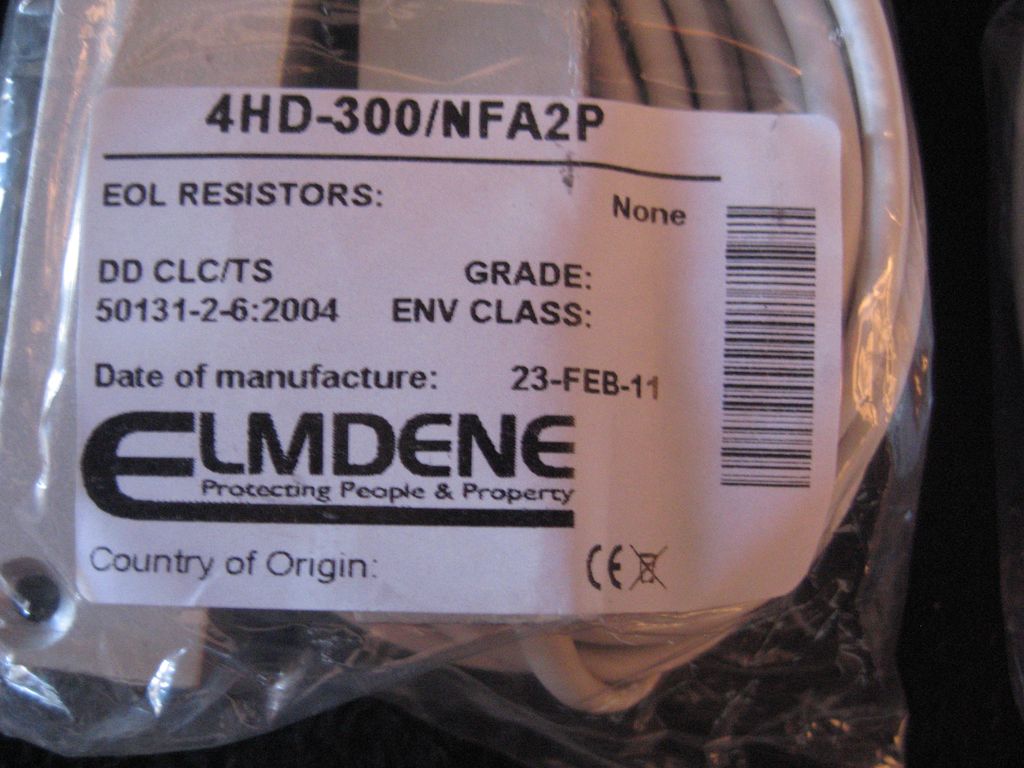 4HD-300/NFA2P
EOL RESISTORS: None
DD CLC/TS GRADE:
50131-2-6:2004 ENV CLASS:
Date of manufacture: 23-FEB-11
ELMDENE
Protecting People & Property
Country of Origin:
CE